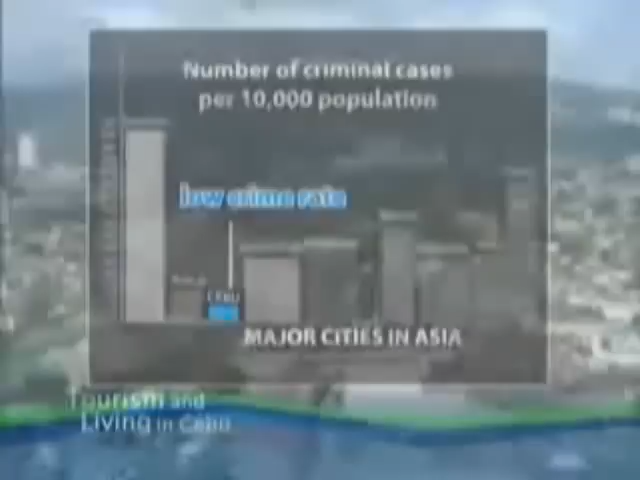 Number of criminal cases
per 10,000 population
low crime rate
MAJOR CITIES IN ASIA
Tourism and
Living in Cebu